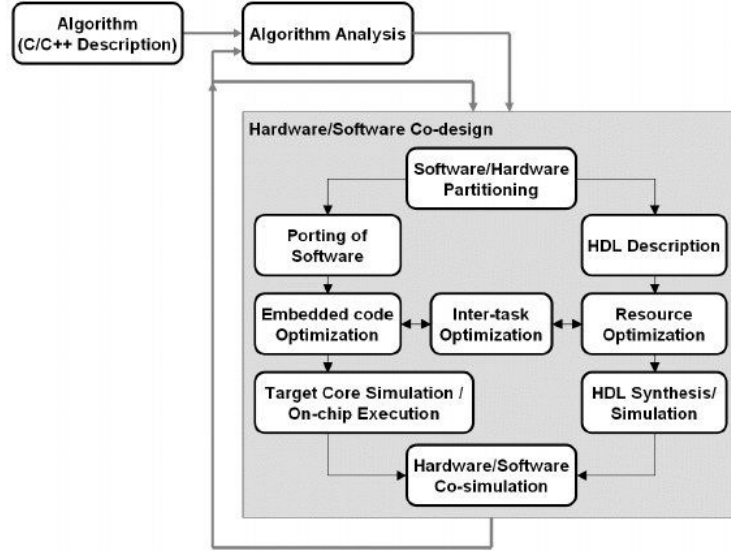 Algorithm
(C/C++ Description)
Algorithm Analysis
Hardware/Software Co-design
Software/Hardware
Partitioning
Porting of
Software
HDL Description
Embedded code
Optimization
Inter-task
Optimization
Resource
Optimization
Target Core Simulation /
On-chip Execution
HDL Synthesis/
Simulation
Hardware/Software
Co-simulation